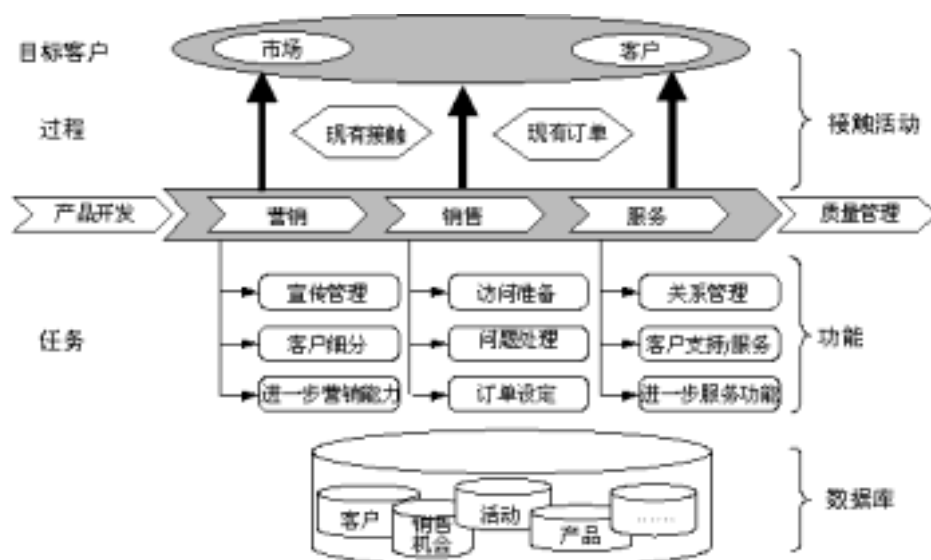 目标客户
市场
客户
过程
现有接触
现有订单
接触活动
产品开发
营销
销售
服务
质量管理
宣传管理
访问准备
关系管理
任务
客户细分
问题处理
客户支持/服务
功能
进一步营销能力
订单设定
进一步服务功能
客户
销售
机会
活动
产品
……
数据库